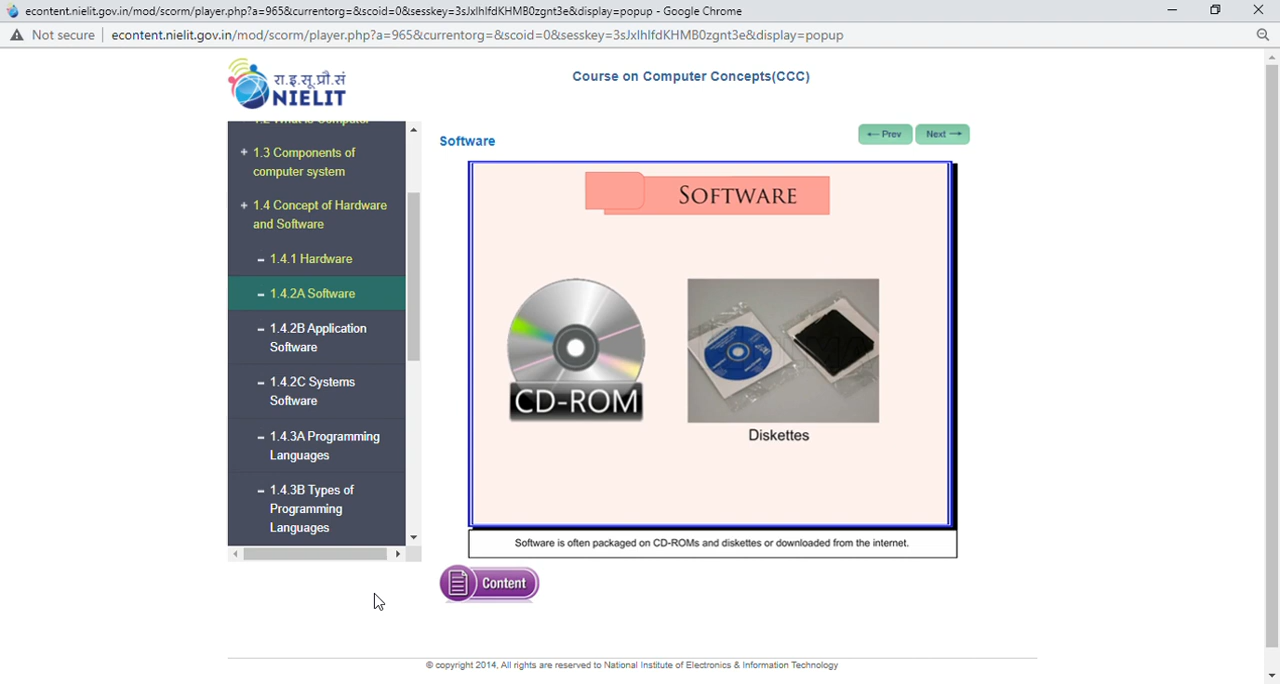 econtent.nielit.gov.in/mod/scorm/player.php?a=965&currentorg=&scoid=0&sesskey=3sJxlhlfdKHMB0zgnt3e&display=popup - Google Chrome
Not secure
econtent.nielit.gov.in/mod/scorm/player.php?a=965&currentorg=&scoid=0&sesskey=3sJxlhlfdKHMB0zgnt3e&display=popup
रा.इ.सू.प्रौ.सं
NIELIT
Course on Computer Concepts(CCC)
1.2 What is Computer
+ 1.3 Components of
computer system
+ 1.4 Concept of Hardware
and Software
- 1.4.1 Hardware
- 1.4.2A Software
- 1.4.2B Application
Software
- 1.4.2C Systems
Software
- 1.4.3A Programming
Languages
- 1.4.3B Types of
Programming
Languages
Software
← Prev
Next →
SOFTWARE
CD-ROM
Diskettes
Software is often packaged on CD-ROMs and diskettes or downloaded from the internet.
Content
© copyright 2014, All rights are reserved to National Institute of Electronics & Information Technology